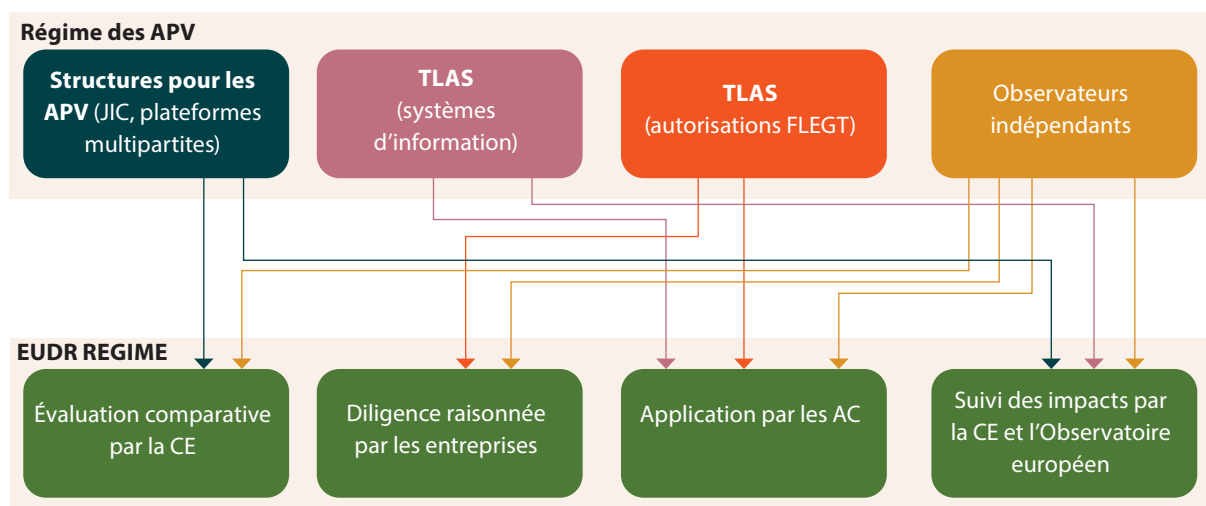 Régime des APV
Structures pour les
APV (JIC, plateformes
multipartites)
TLAS
(systèmes
d’information)
TLAS
(autorisations FLEGT)
Observateurs
indépendants
EUDR REGIME
Évaluation comparative
par la CE
Diligence raisonnée
par les entreprises
Application par les AC
Suivi des impacts par
la CE et l’Observatoire
européen